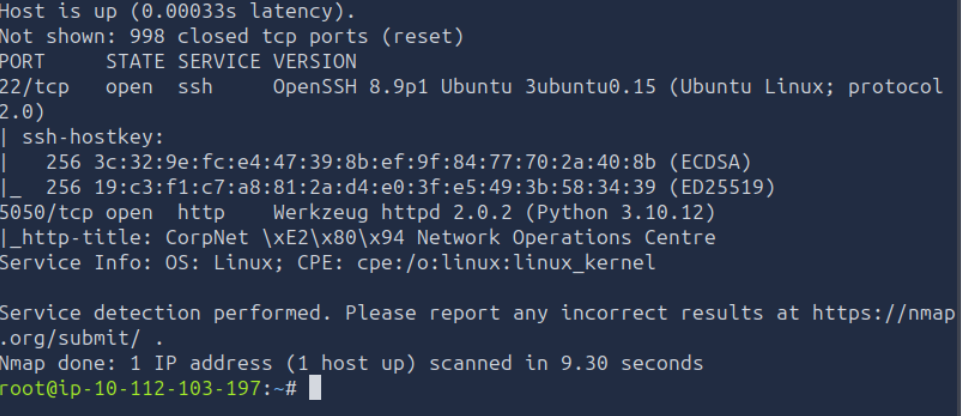 Host is up (0.00033s latency).
Not shown: 998 closed tcp ports (reset)
PORT     STATE SERVICE VERSION
22/tcp   open  ssh     OpenSSH 8.9p1 Ubuntu 3ubuntu0.15 (Ubuntu Linux; protocol
2.0)
| ssh-hostkey:
|   256 3c:32:9e:fc:e4:47:39:8b:ef:9f:84:77:70:2a:40:8b (ECDSA)
|_  256 19:c3:f1:c7:a8:81:2a:d4:e0:3f:e5:49:3b:58:34:39 (ED25519)
5050/tcp open  http    Werkzeug httpd 2.0.2 (Python 3.10.12)
|_http-title: CorpNet \xE2\x80\x94 Network Operations Centre
Service Info: OS: Linux; CPE: cpe:/o:linux:linux_kernel

Service detection performed. Please report any incorrect results at https://nmap
.org/submit/ .
Nmap done: 1 IP address (1 host up) scanned in 9.30 seconds
root@ip-10-112-103-197:~#